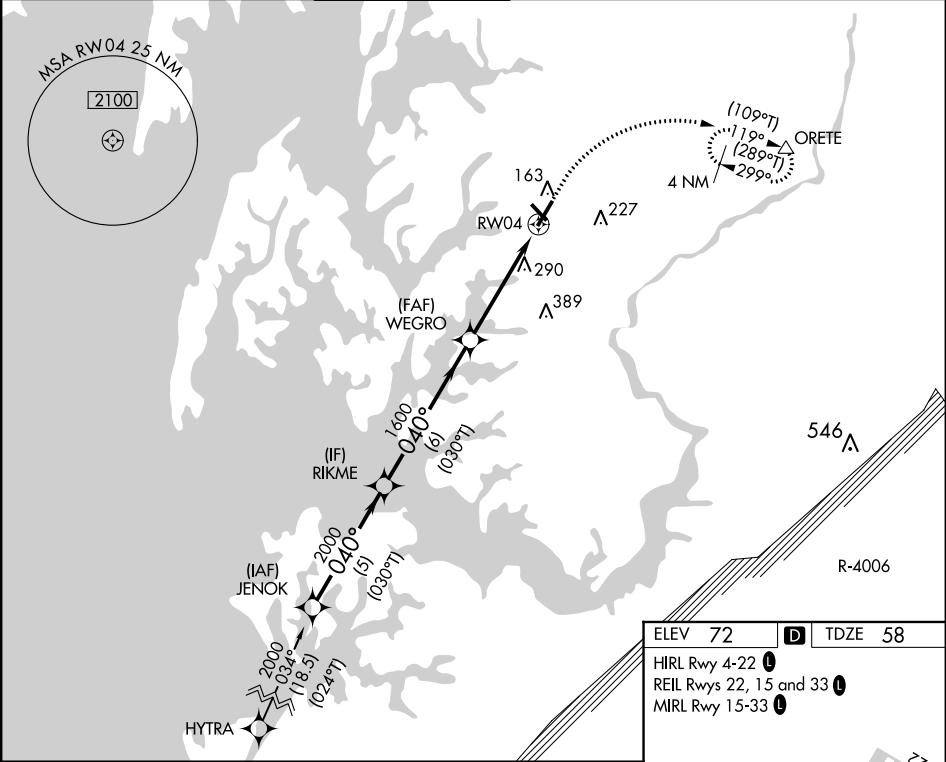 MSA RW04 25 NM
2100
(109°T)
119°
ORETE
(289°T)
299°
4 NM
163
227
RW04
290
389
(FAF)
WEGRO
1600
040°
(6)
(030°T)
546
(IF)
RIKME
2000
040°
(5)
(030°T)
R-4006
(IAF)
JENOK
2000
034°
(18.5)
(024°T)
HYTRA
ELEV 72 D TDZE 58
HIRL Rwy 4-22 L
REIL Rwys 22, 15 and 33 L
MIRL Rwy 15-33 L
22